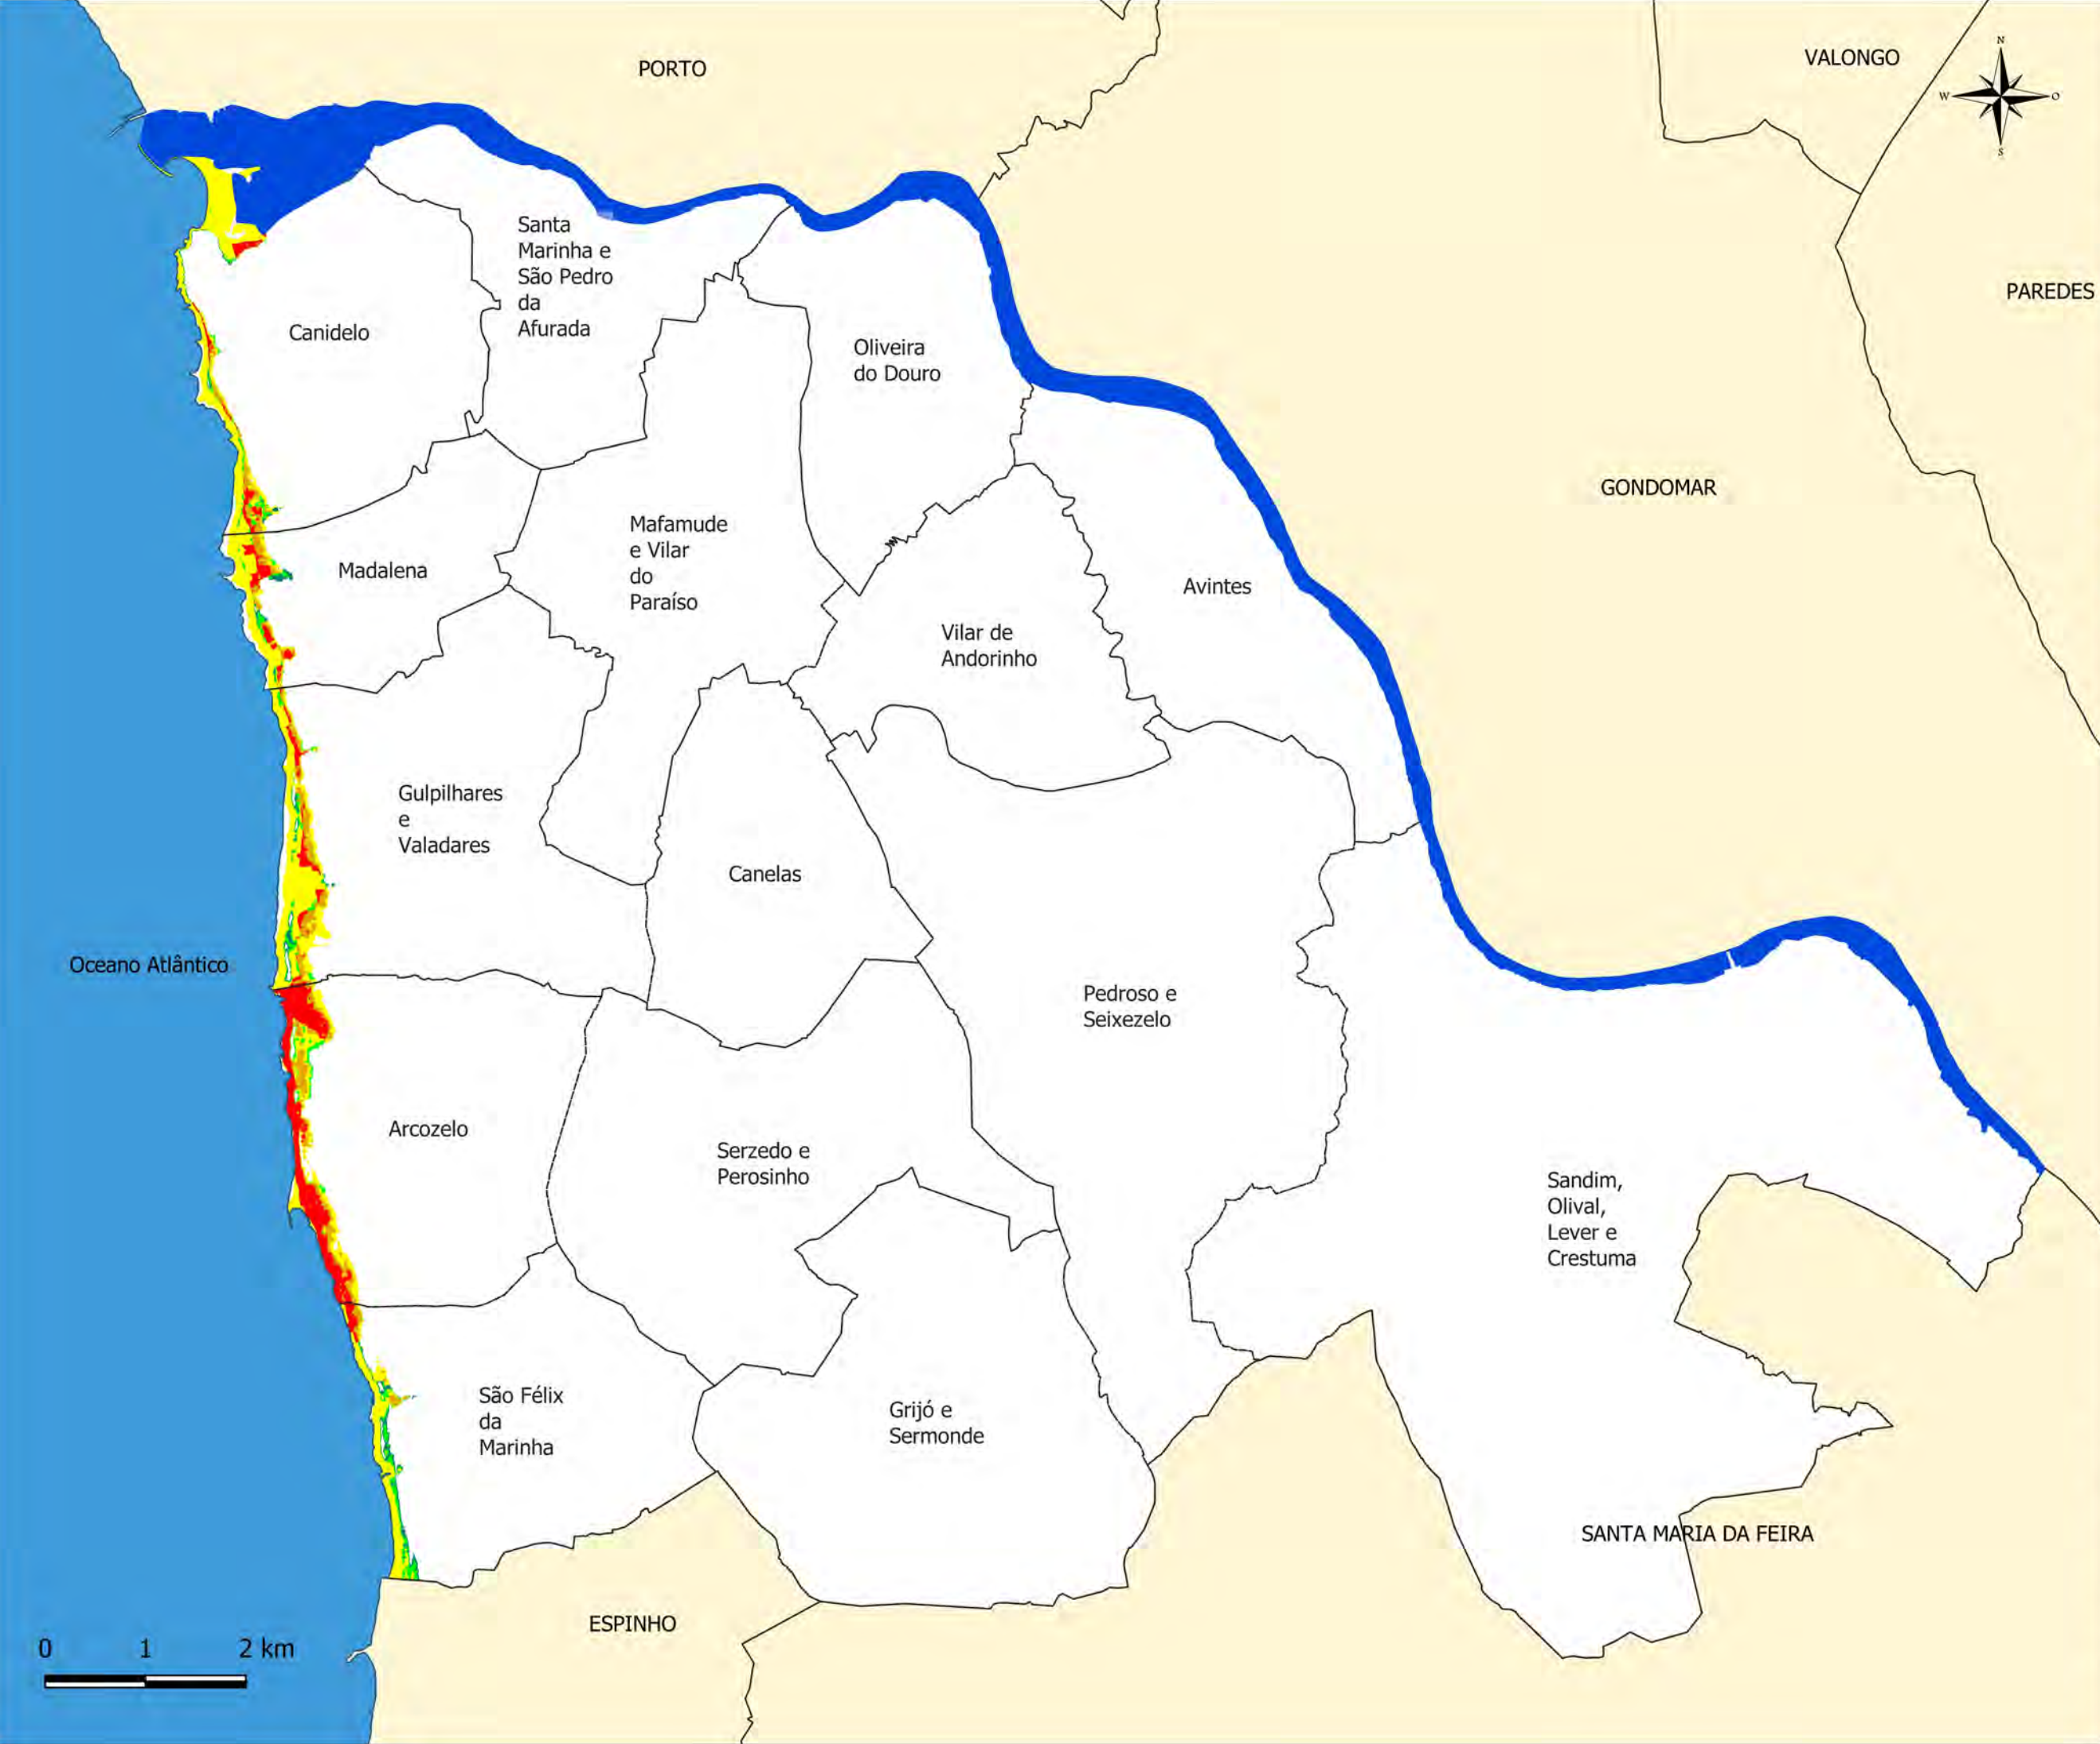 PORTO
VALONGO
N
W
O
S
PAREDES
Santa
Marinha e
São Pedro
da
Afurada
Canidelo
Oliveira
do Douro
GONDOMAR
Mafamude
e Vilar
do
Paraíso
Madalena
Avintes
Vilar de
Andorinho
Gulpilhares
e
Valadares
Canelas
Oceano Atlântico
Pedroso e
Seixezelo
Arcozelo
Serzedo e
Perosinho
Sandim,
Olival,
Lever e
Crestuma
São Félix
da
Marinha
Grijó e
Sermonde
SANTA MARIA DA FEIRA
ESPINHO
0 1 2 km